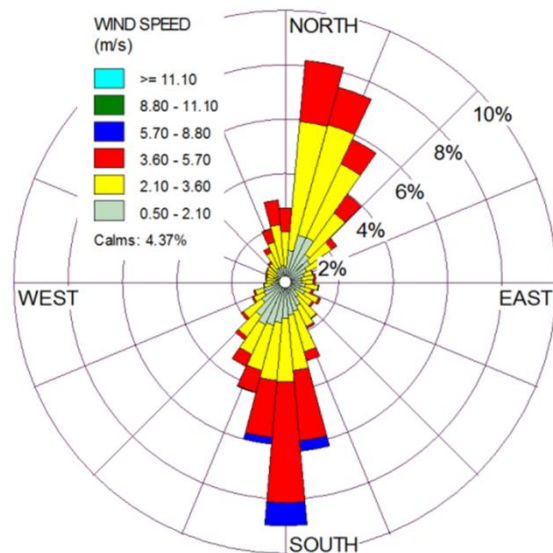 WIND SPEED
(m/s)
>= 11.10
8.80 - 11.10
5.70 - 8.80
3.60 - 5.70
2.10 - 3.60
0.50 - 2.10
Calms: 4.37%
NORTH
10%
8%
6%
4%
2%
WEST
EAST
SOUTH